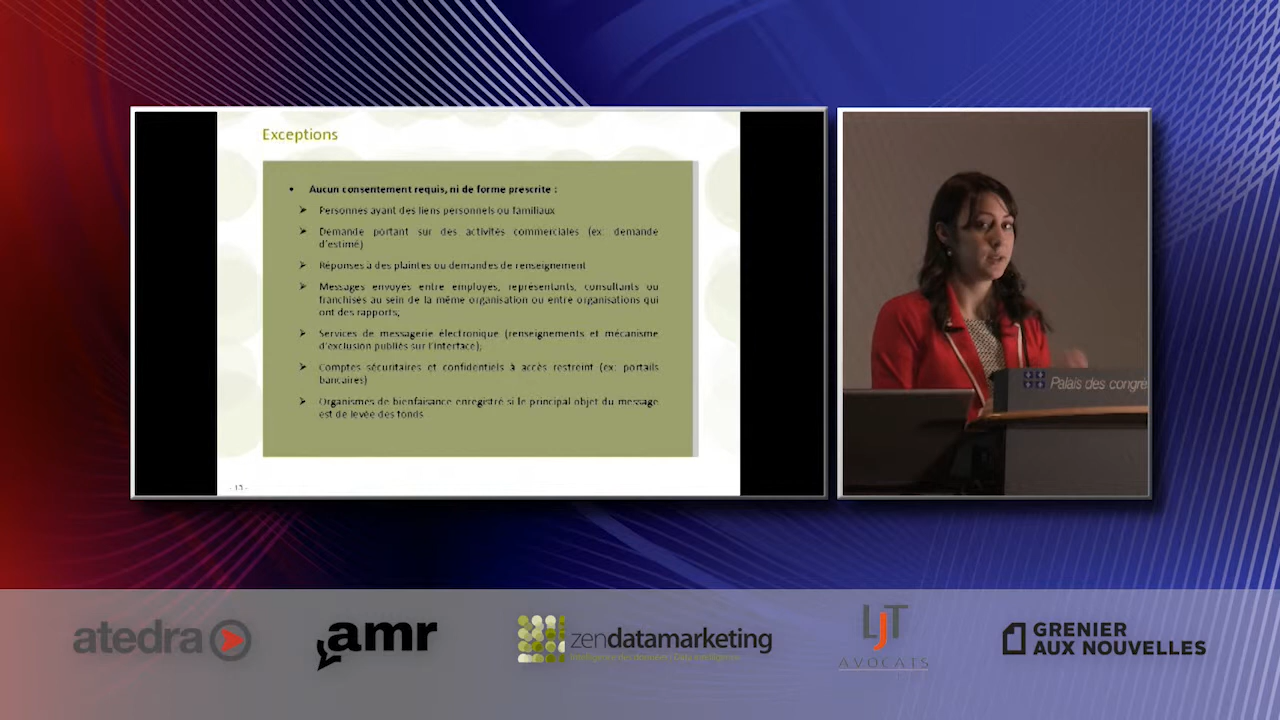 Exceptions
• Aucun consentement requis, ni de forme prescrite :
➢ Personnes ayant des liens personnels ou familiaux
➢ Demande portant sur des activités commerciales (ex: demande
d'estimé)
➢ Réponses à des plaintes ou demandes de renseignement
➢ Messages envoyés entre employés, représentants, consultants ou
franchisés au sein de la même organisation ou entre organisations qui
ont des rapports;
➢ Services de messagerie électronique (renseignements et mécanisme
d'exclusion publiés sur l'interface);
➢ Comptes sécuritaires et confidentiels à accès restreint (ex: portails
bancaires)
➢ Organismes de bienfaisance enregistré si le principal objet du message
est de levée des fonds
- 13 -
Palais des congrè
atedra
amr
zendatamarketing
LJT
AVOCATS
GRENIER
AUX NOUVELLES